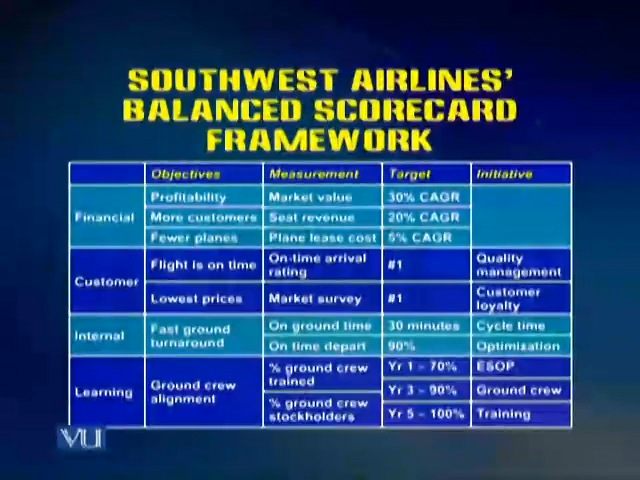 SOUTHWEST AIRLINES'
BALANCED SCORECARD
FRAMEWORK
Objectives Measurement Target Initiative
Financial
Profitability Market value 30% CAGR
More customers Seat revenue 20% CAGR
Fewer planes Plane lease cost 5% CAGR
Customer
Flight is on time On-time arrival rating #1 Quality management
Lowest prices Market survey #1 Customer loyalty
Internal
Fast ground turnaround
On ground time 30 minutes Cycle time
On time depart 90% Optimization
Learning
Ground crew alignment
% ground crew trained
% ground crew stockholders
Yr 1 - 70% ESOP
Yr 3 - 90% Ground crew
Yr 5 - 100% Training
VU